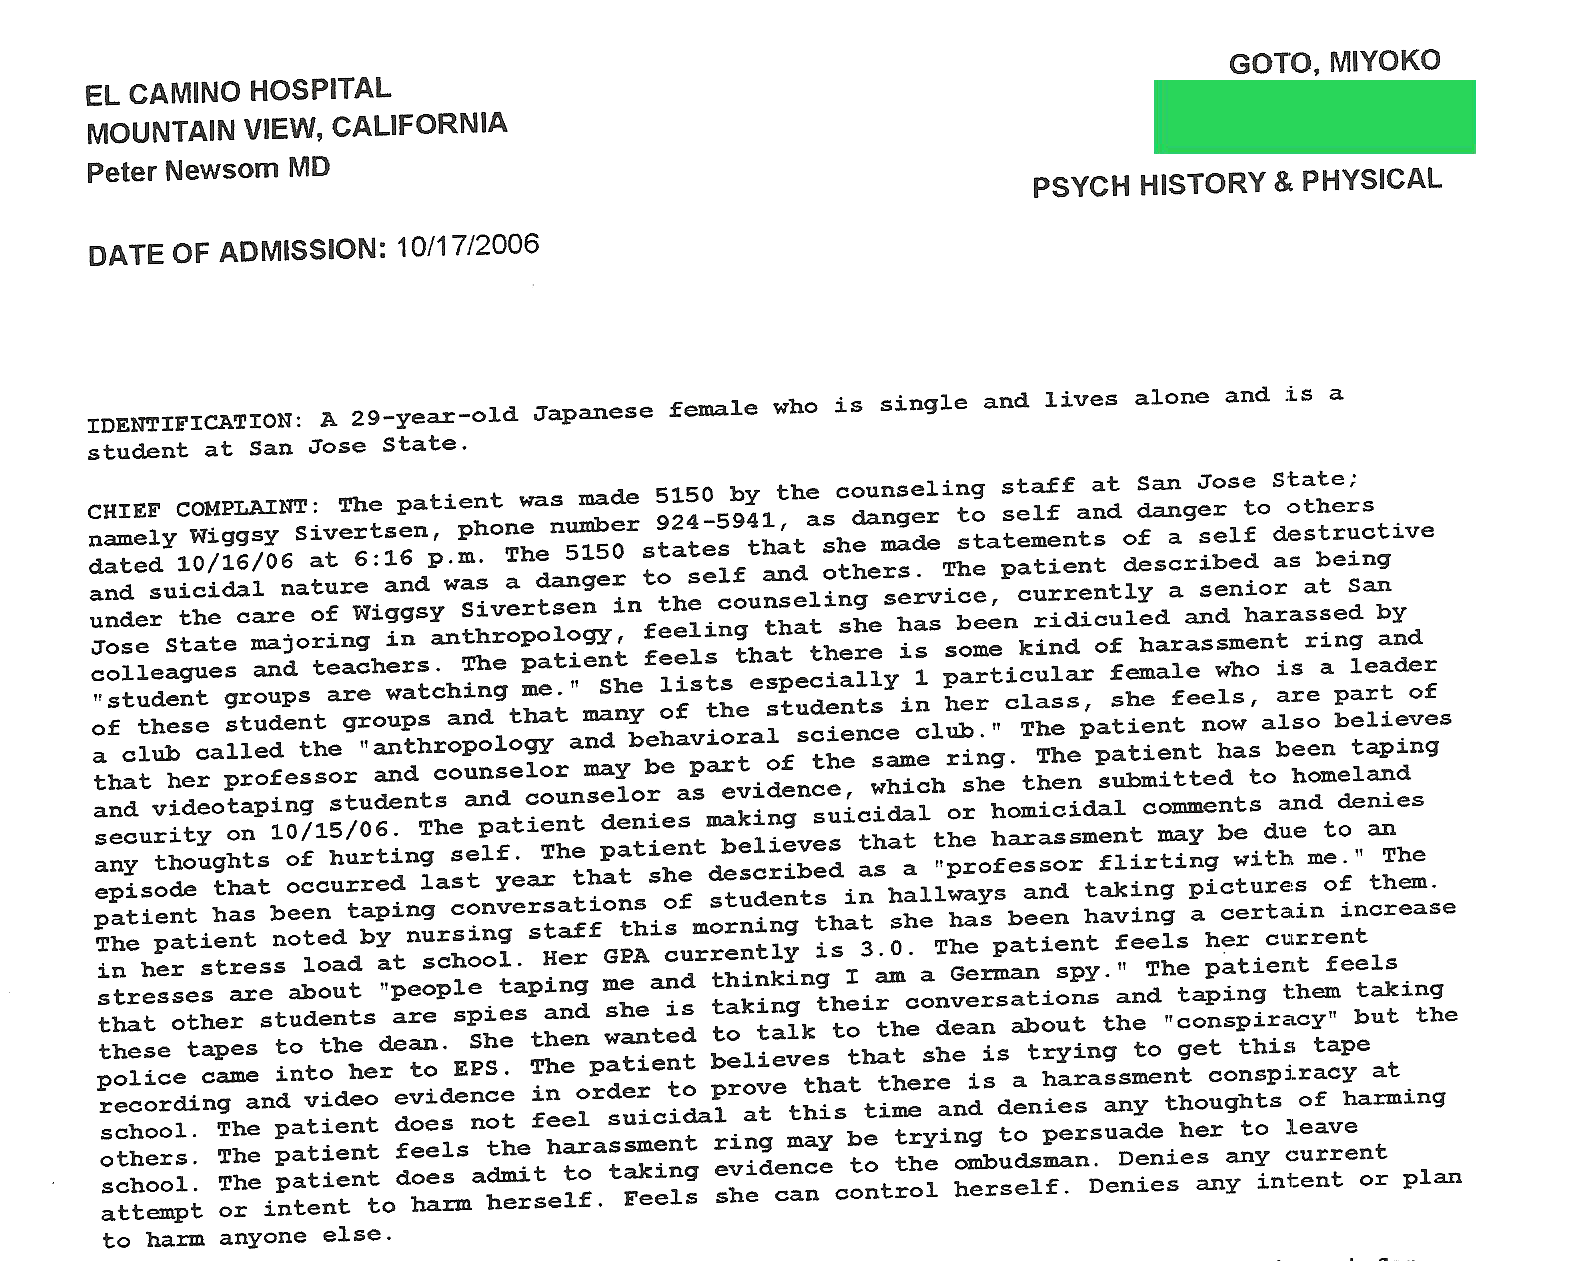 EL CAMINO HOSPITAL
MOUNTAIN VIEW, CALIFORNIA
Peter Newsom MD
GOTO, MIYOKO
PSYCH HISTORY & PHYSICAL
DATE OF ADMISSION: 10/17/2006
IDENTIFICATION: A 29-year-old Japanese female who is single and lives alone and is a
student at San Jose State.
CHIEF COMPLAINT: The patient was made 5150 by the counseling staff at San Jose State;
namely Wiggsy Sivertsen, phone number 924-5941, as danger to self and danger to others
dated 10/16/06 at 6:16 p.m. The 5150 states that she made statements of a self destructive
and suicidal nature and was a danger to self and others. The patient described as being
under the care of Wiggsy Sivertsen in the counseling service, currently a senior at San
Jose State majoring in anthropology, feeling that she has been ridiculed and harassed by
colleagues and teachers. The patient feels that there is some kind of harassment ring and
"student groups are watching me." She lists especially 1 particular female who is a leader
of these student groups and that many of the students in her class, she feels, are part of
a club called the "anthropology and behavioral science club." The patient now also believes
that her professor and counselor may be part of the same ring. The patient has been taping
and videotaping students and counselor as evidence, which she then submitted to homeland
security on 10/15/06. The patient denies making suicidal or homicidal comments and denies
any thoughts of hurting self. The patient believes that the harassment may be due to an
episode that occurred last year that she described as a "professor flirting with me." The
patient has been taping conversations of students in hallways and taking pictures of them.
The patient noted by nursing staff this morning that she has been having a certain increase
in her stress load at school. Her GPA currently is 3.0. The patient feels her current
stresses are about "people taping me and thinking I am a German spy." The patient feels
that other students are spies and she is taking their conversations and taping them taking
these tapes to the dean. She then wanted to talk to the dean about the "conspiracy" but the
police came into her to EPS. The patient believes that she is trying to get this tape
recording and video evidence in order to prove that there is a harassment conspiracy at
school. The patient does not feel suicidal at this time and denies any thoughts of harming
others. The patient feels the harassment ring may be trying to persuade her to leave
school. The patient does admit to taking evidence to the ombudsman. Denies any current
attempt or intent to harm herself. Feels she can control herself. Denies any intent or plan
to harm anyone else.